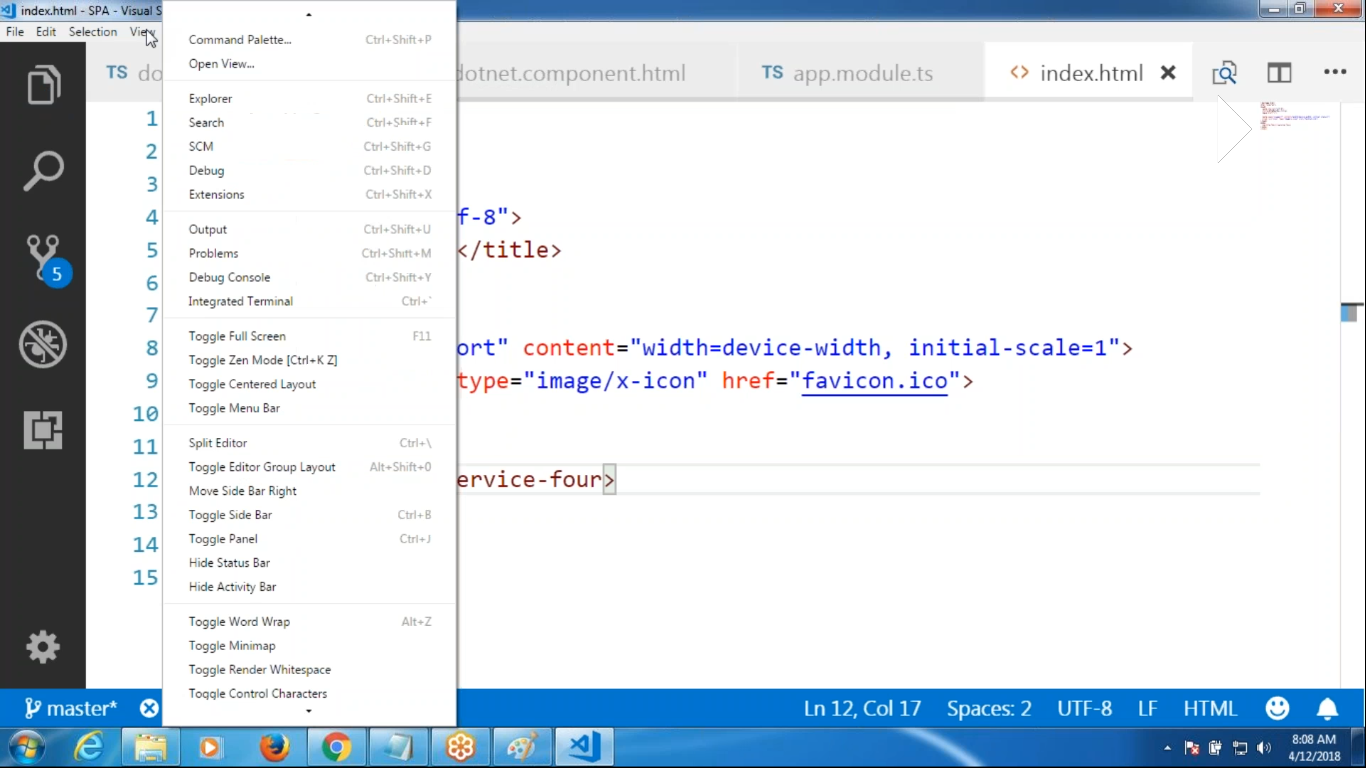 index.html - SPA - Visual S
File Edit Selection View
Command Palette... Ctrl+Shift+P
Open View...
Explorer Ctrl+Shift+E
Search Ctrl+Shift+F
SCM Ctrl+Shift+G
Debug Ctrl+Shift+D
Extensions Ctrl+Shift+X
Output Ctrl+Shift+U
Problems Ctrl+Shift+M
Debug Console Ctrl+Shift+Y
Integrated Terminal Ctrl+`
Toggle Full Screen F11
Toggle Zen Mode [Ctrl+K Z]
Toggle Centered Layout
Toggle Menu Bar
Split Editor Ctrl+\
Toggle Editor Group Layout Alt+Shift+0
Move Side Bar Right
Toggle Side Bar Ctrl+B
Toggle Panel Ctrl+J
Hide Status Bar
Hide Activity Bar
Toggle Word Wrap Alt+Z
Toggle Minimap
Toggle Render Whitespace
Toggle Control Characters
TS do dotnet.component.html TS app.module.ts <> index.html
1
2
3
4 f-8">
5 </title>
6
7
8 ort" content="width=device-width, initial-scale=1">
9 type="image/x-icon" href="favicon.ico">
10
11
12 ervice-four>
13
14
15
5
master* Ln 12, Col 17 Spaces: 2 UTF-8 LF HTML
8:08 AM
4/12/2018